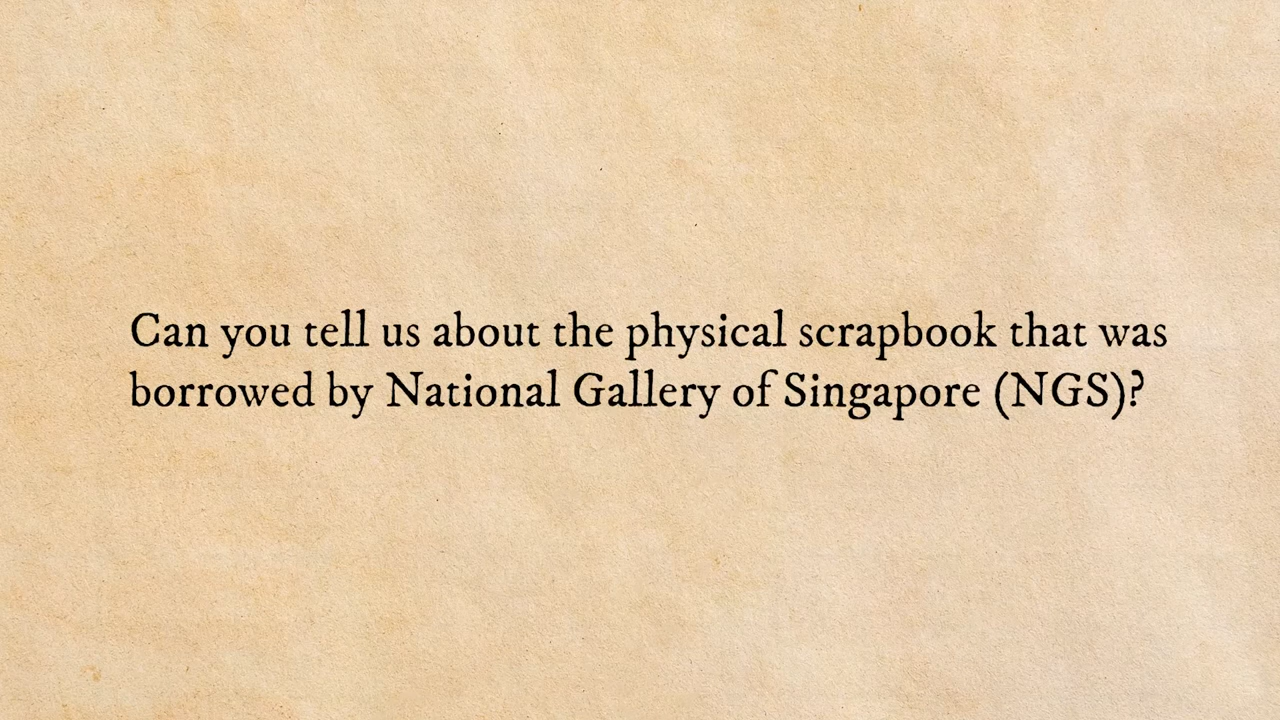 Can you tell us about the physical scrapbook that was
borrowed by National Gallery of Singapore (NGS)?